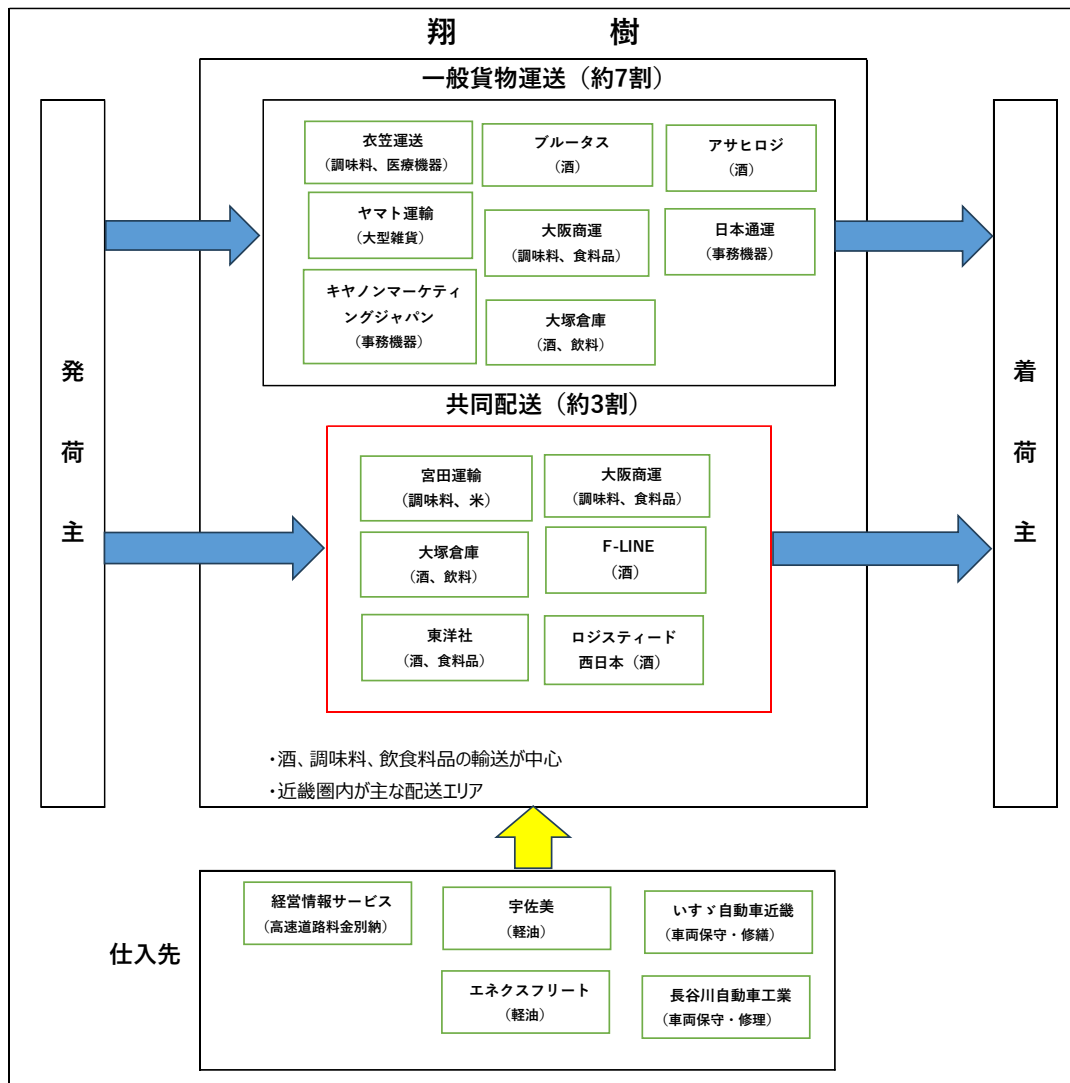 翔　樹
一般貨物運送（約7割）
衣笠運送
（調味料、医療機器）
ブルータス
（酒）
アサヒロジ
（酒）
ヤマト運輸
（大型雑貨）
大阪商運
（調味料、食料品）
日本通運
（事務機器）
キヤノンマーケティ
ングジャパン
（事務機器）
大塚倉庫
（酒、飲料）
発荷主
着荷主
共同配送（約3割）
宮田運輸
（調味料、米）
大阪商運
（調味料、食料品）
大塚倉庫
（酒、飲料）
F-LINE
（酒）
東洋社
（酒、食料品）
ロジスティード
西日本（酒）
・酒、調味料、飲食料品の輸送が中心
・近畿圏内が主な配送エリア
仕入先
経営情報サービス
（高速道路料金別納）
宇佐美
（軽油）
いすゞ自動車近畿
（車両保守・修繕）
エネクスフリート
（軽油）
長谷川自動車工業
（車両保守・修理）